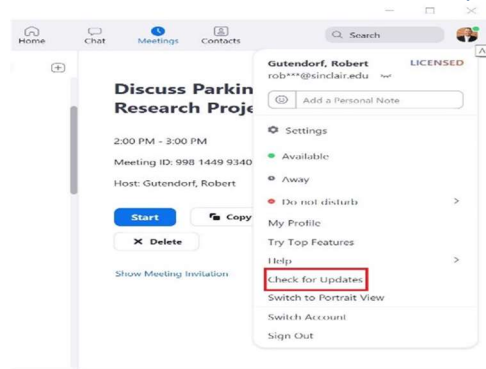 Home
Chat
Meetings
Contacts
Search
Gutendorf, Robert LICENSED
rob***@sinclair.edu
Add a Personal Note
Discuss Parkin
Research Proje
2:00 PM - 3:00 PM
Meeting ID: 998 1449 9340
Host: Gutendorf, Robert
Start
Copy
Delete
Show Meeting Invitation
Settings
Available
Away
Do not disturb
My Profile
Try Top Features
Help
Check for Updates
Switch to Portrait View
Switch Account
Sign Out